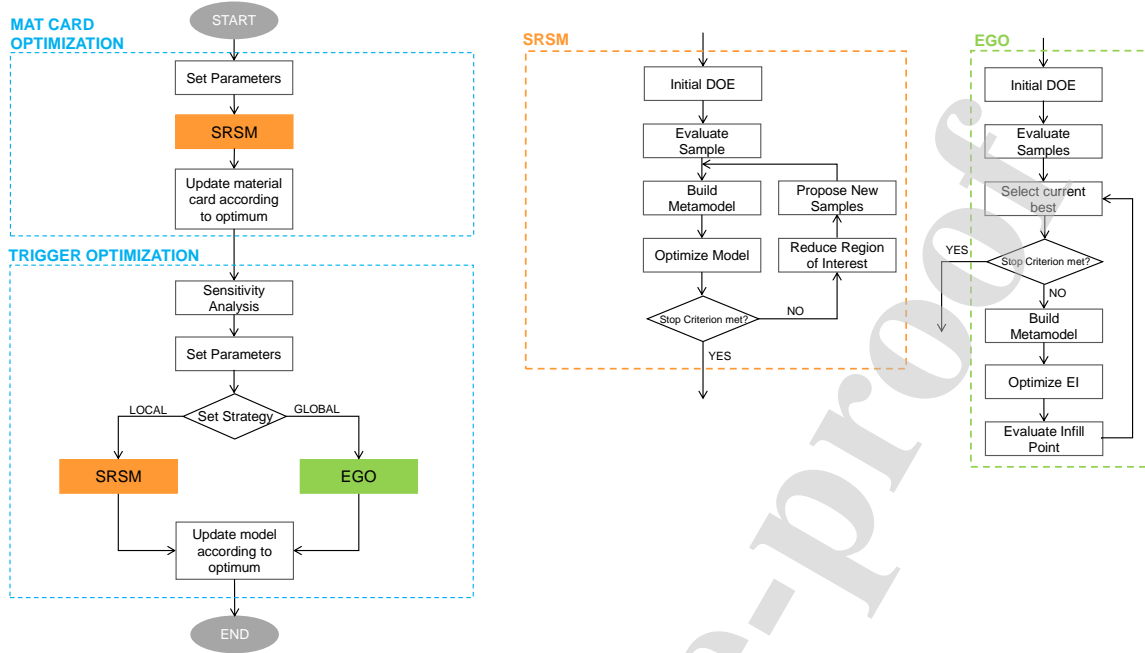 START
MAT CARD
OPTIMIZATION
Set Parameters
SRSM
Update material
card according
to optimum
TRIGGER OPTIMIZATION
Sensitivity
Analysis
Set Parameters
LOCAL
Set Strategy
GLOBAL
SRSM
EGO
Update model
according to
optimum
END
SRSM
Initial DOE
Evaluate
Sample
Build
Metamodel
Propose New
Samples
Optimize Model
Reduce Region
of Interest
Stop Criterion met?
NO
YES
EGO
Initial DOE
Evaluate
Samples
Select current
best
YES
Stop Criterion met?
NO
Build
Metamodel
Optimize EI
Evaluate Infill
Point
-proof